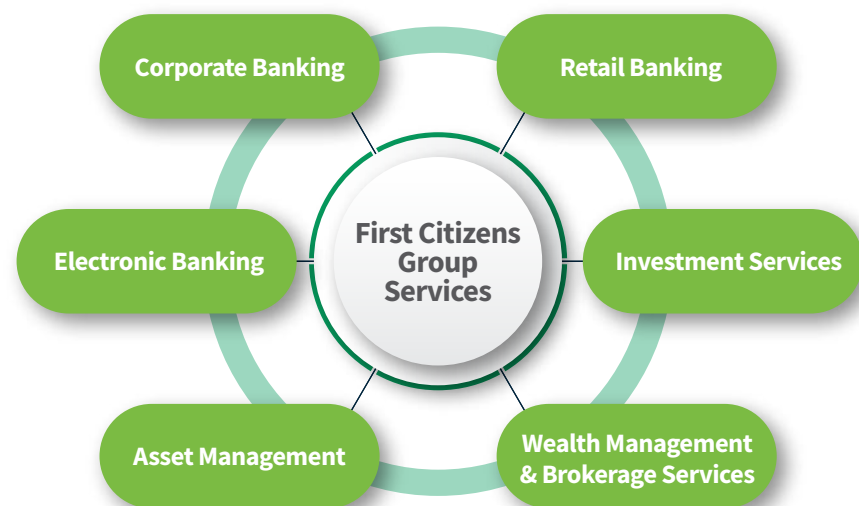 Corporate Banking
Retail Banking
Electronic Banking
First Citizens
Group
Services
Investment Services
Asset Management
Wealth Management
& Brokerage Services